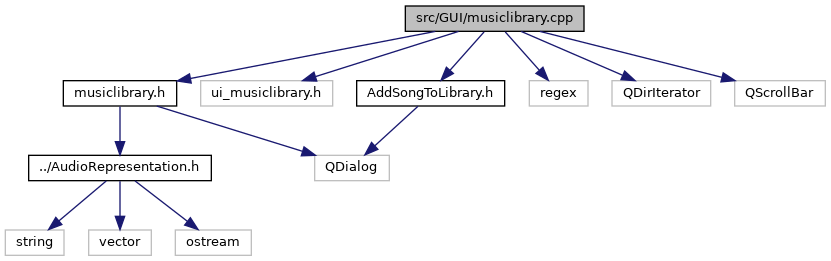 src/GUI/musiclibrary.cpp
musiclibrary.h
ui_musiclibrary.h
AddSongToLibrary.h
regex
QDirIterator
QScrollBar
../AudioRepresentation.h
QDialog
string
vector
ostream